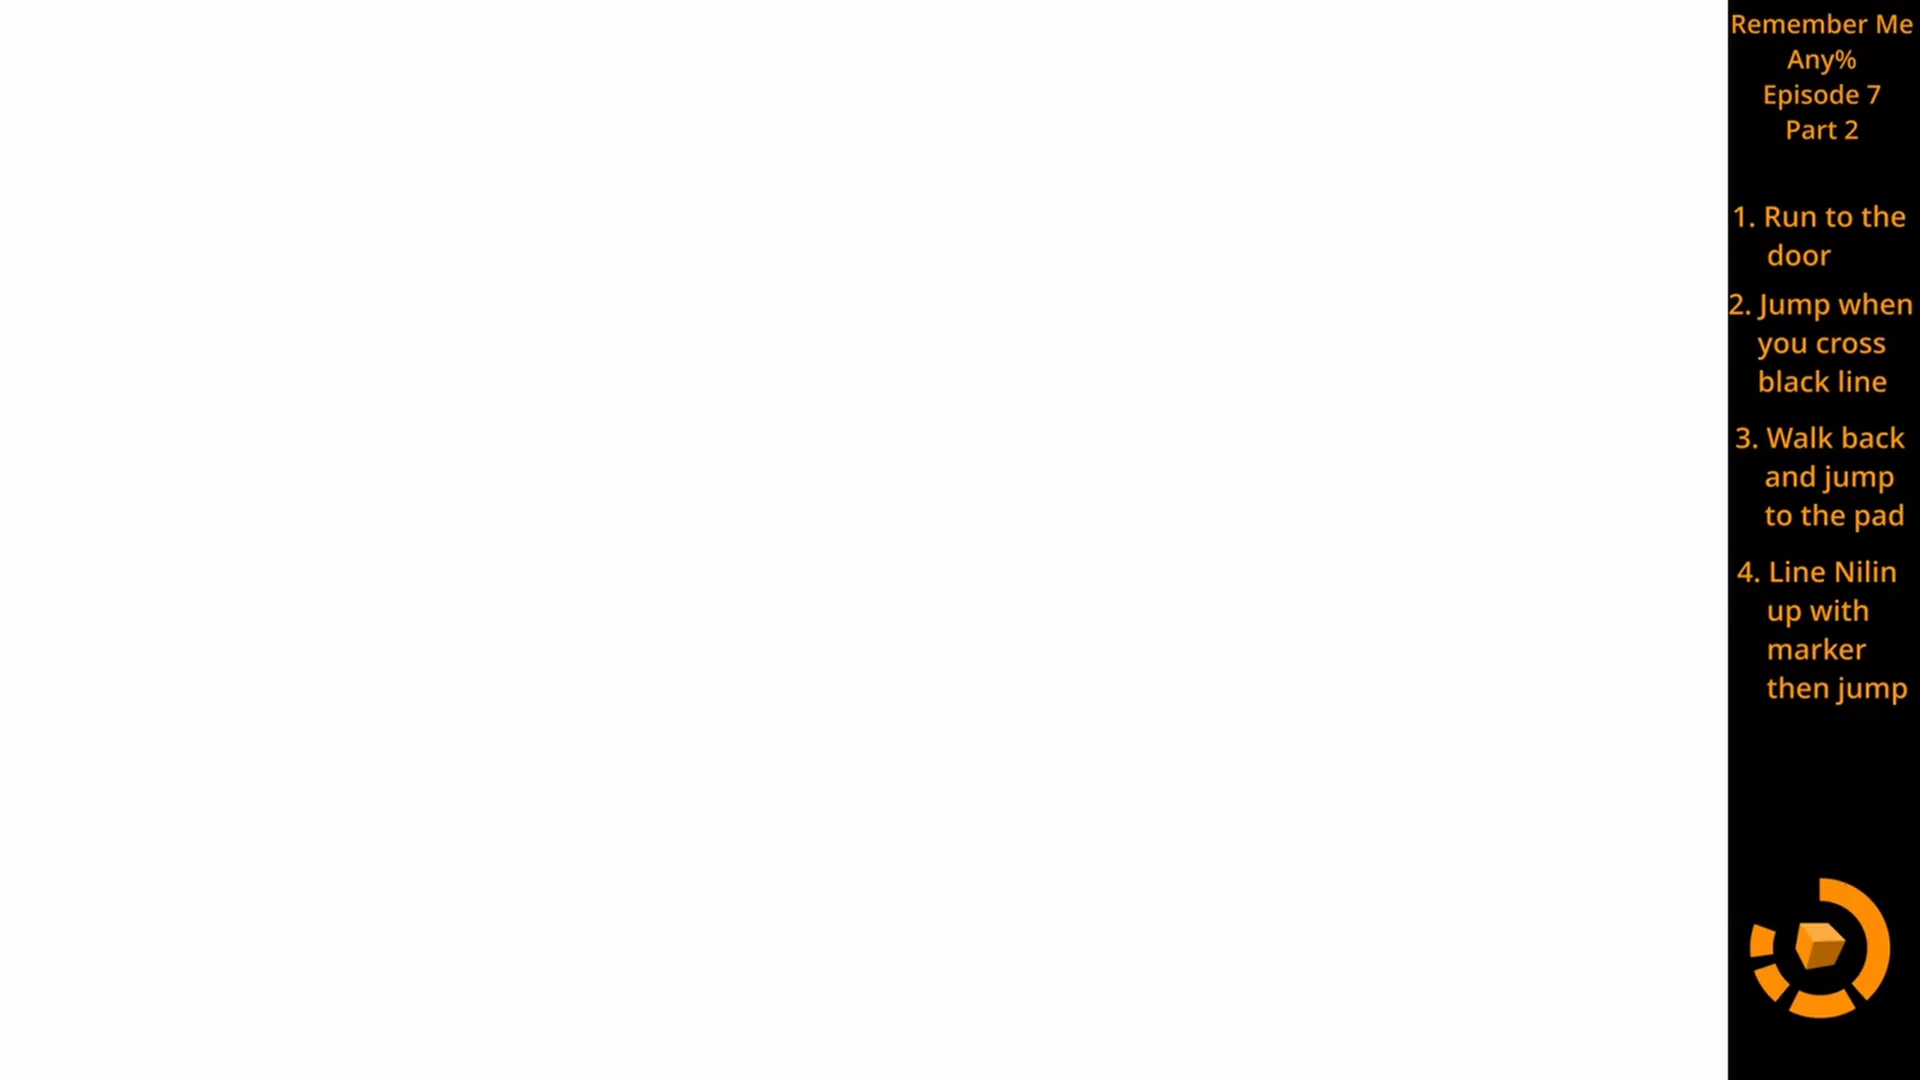 Remember Me
Any%
Episode 7
Part 2
1. Run to the
door
2. Jump when
you cross
black line
3. Walk back
and jump
to the pad
4. Line Nilin
up with
marker
then jump